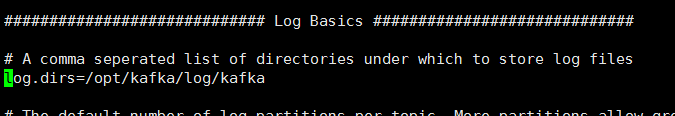 ############################# Log Basics #############################
# A comma seperated list of directories under which to store log files
log.dirs=/opt/kafka/log/kafka
# The default number of log partitions per topic. More partitions allow gre